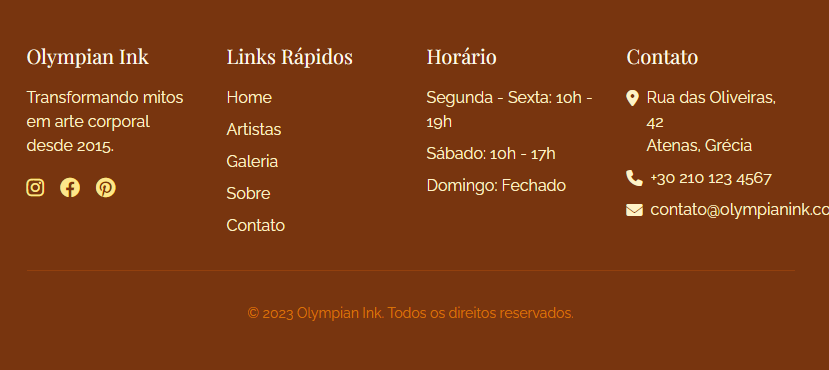 Olympian Ink
Transformando mitos
em arte corporal
desde 2015.
Links Rápidos
Home
Artistas
Galeria
Sobre
Contato
Horário
Segunda - Sexta: 10h -
19h
Sábado: 10h - 17h
Domingo: Fechado
Contato
Rua das Oliveiras,
42
Atenas, Grécia
+30 210 123 4567
contato@olympianink.co
© 2023 Olympian Ink. Todos os direitos reservados.